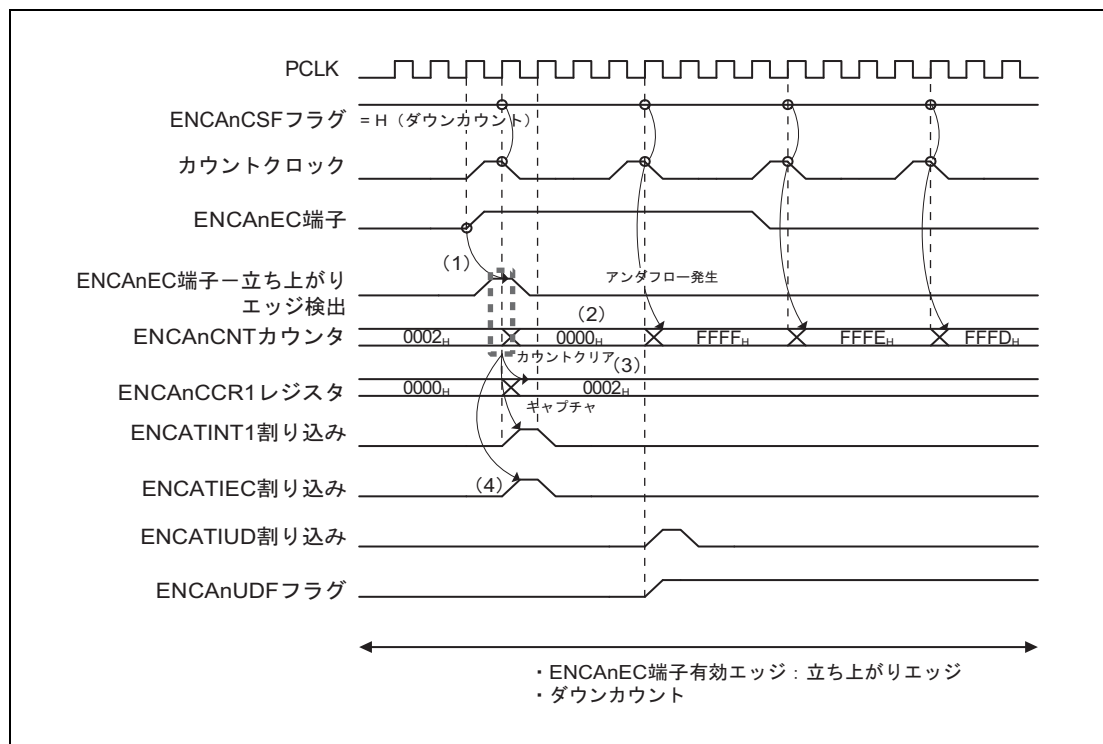 PCLK
ENCAnCSFフラグ = H（ダウンカウント）
カウントクロック
ENCAnEC端子
（1）
ENCAnEC端子－立ち上がり
エッジ検出
アンダフロー発生
（2）
ENCAnCNTカウンタ 0002H 0000H FFFFH FFFEH FFFDH
カウントクリア（3）
ENCAnCCR1レジスタ 0000H 0002H
キャプチャ
ENCATINT1割り込み
ENCATIEC割り込み （4）
ENCATIUD割り込み
ENCAnUDFフラグ
・ENCAnEC端子有効エッジ：立ち上がりエッジ
・ダウンカウント